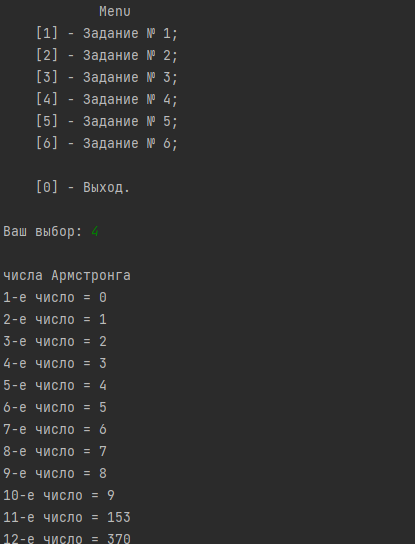 Menu
[1] - Задание № 1;
[2] - Задание № 2;
[3] - Задание № 3;
[4] - Задание № 4;
[5] - Задание № 5;
[6] - Задание № 6;
[0] - Выход.
Ваш выбор: 4
числа Армстронга
1-е число = 0
2-е число = 1
3-е число = 2
4-е число = 3
5-е число = 4
6-е число = 5
7-е число = 6
8-е число = 7
9-е число = 8
10-е число = 9
11-е число = 153
12-е число = 370